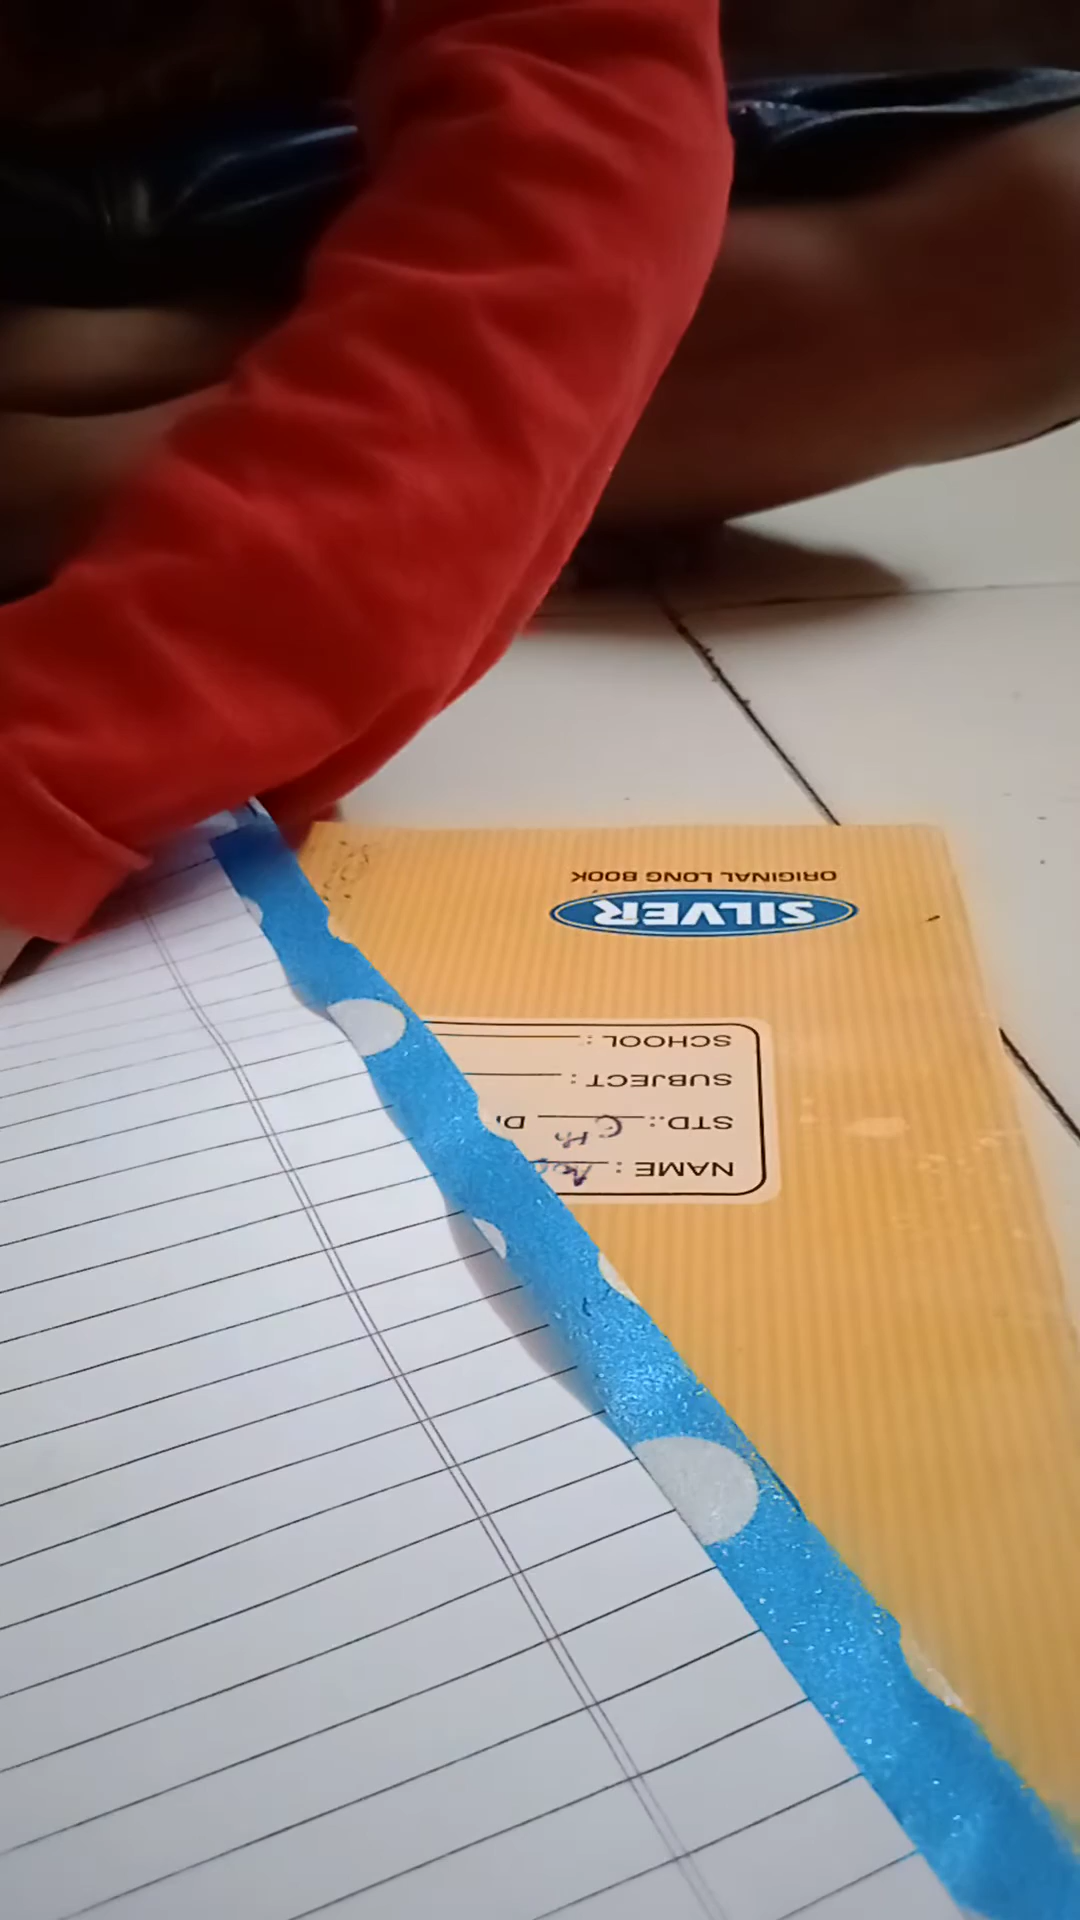 ORIGINAL LONG BOOK
SILVER
SCHOOL :
SUBJECT :
STD.:
NAME :